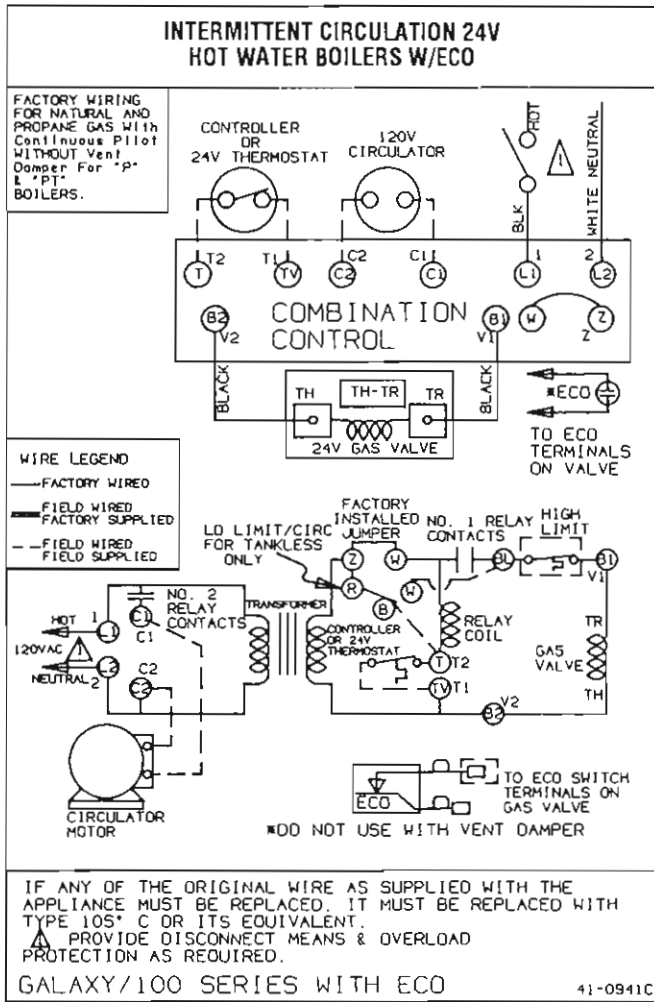 INTERMITTENT CIRCULATION 24V
HOT WATER BOILERS W/ECO
FACTORY WIRING
FOR NATURAL AND
PROPANE GAS With
Continuous Pilot
WITHOUT Vent
Damper For "P"
& "PT"
BOILERS.
CONTROLLER
OR
24V THERMOSTAT
120V
CIRCULATOR
HOT
BLK
WHITE NEUTRAL
T2
T1
C2
C1
1
2
T
TV
C2
C1
L1
L2
B2
V2
COMBINATION
CONTROL
B1
V1
W
Z
Z
BLACK
BLACK
TH
TH-TR
TR
24V GAS VALVE
*ECO
TO ECO
TERMINALS
ON VALVE
WIRE LEGEND
FACTORY WIRED
FIELD WIRED
FACTORY SUPPLIED
FIELD WIRED
FIELD SUPPLIED
LO LIMIT/CIRC
FOR TANKLESS
ONLY
FACTORY
INSTALLED
JUMPER
NO. 1 RELAY
CONTACTS
HIGH
LIMIT
Z
W
BL
B1
V1
R
B
W
NO. 2
RELAY
CONTACTS
C1
C1
TRANSFORMER
CONTROLLER
OR 24V
THERMOSTAT
RELAY
COIL
GAS
VALVE
TR
TH
HOT
1
L1
120VAC
L2
NEUTRAL
2
C2
C2
T
T2
TV
T1
B2
V2
CIRCULATOR
MOTOR
ECO
TO ECO SWITCH
TERMINALS ON
GAS VALVE
*DO NOT USE WITH VENT DAMPER
IF ANY OF THE ORIGINAL WIRE AS SUPPLIED WITH THE
APPLIANCE MUST BE REPLACED, IT MUST BE REPLACED WITH
TYPE 105° C OR ITS EQUIVALENT.
PROVIDE DISCONNECT MEANS & OVERLOAD
PROTECTION AS REQUIRED.
GALAXY/100 SERIES WITH ECO
41-0941C